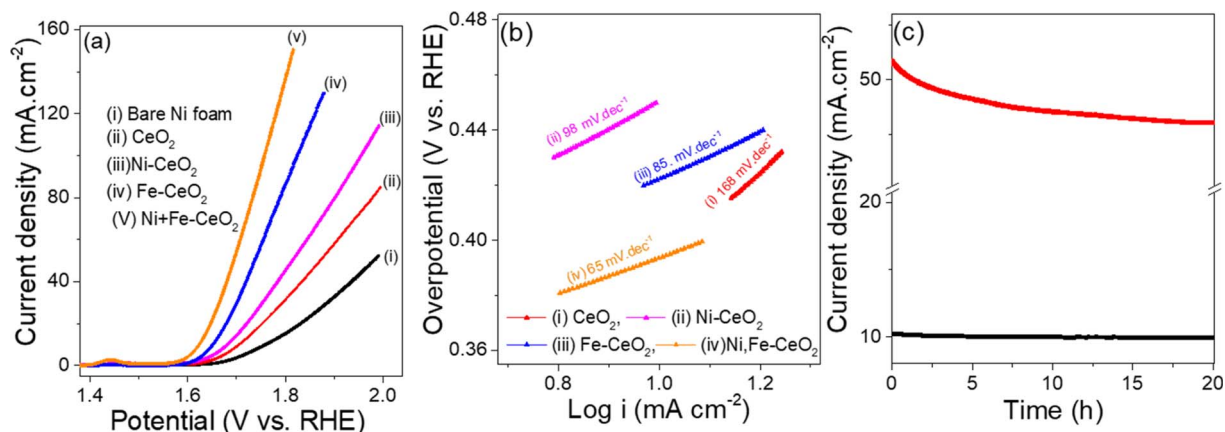 (a)
160
120
80
40
0
1.4
1.6
1.8
2.0
Current density (mA.cm⁻²)
Potential (V vs. RHE)
(v)
(iv)
(iii)
(ii)
(i)
(i) Bare Ni foam
(ii) CeO₂
(iii)Ni-CeO₂
(iv) Fe-CeO₂
(V) Ni+Fe-CeO₂
(b)
0.48
0.44
0.40
0.36
0.8
1.0
1.2
Overpotential (V vs. RHE)
Log i (mA cm⁻²)
(ii) 98 mV.dec⁻¹
(iii) 85. mV.dec⁻¹
(i) 168 mV.dec⁻¹
(iv) 65 mV.dec⁻¹
(i) CeO₂, (ii) Ni-CeO₂
(iii) Fe-CeO₂, (iv)Ni,Fe-CeO₂
(c)
50
20
10
0
5
10
15
20
Current density (mA.cm⁻²)
Time (h)